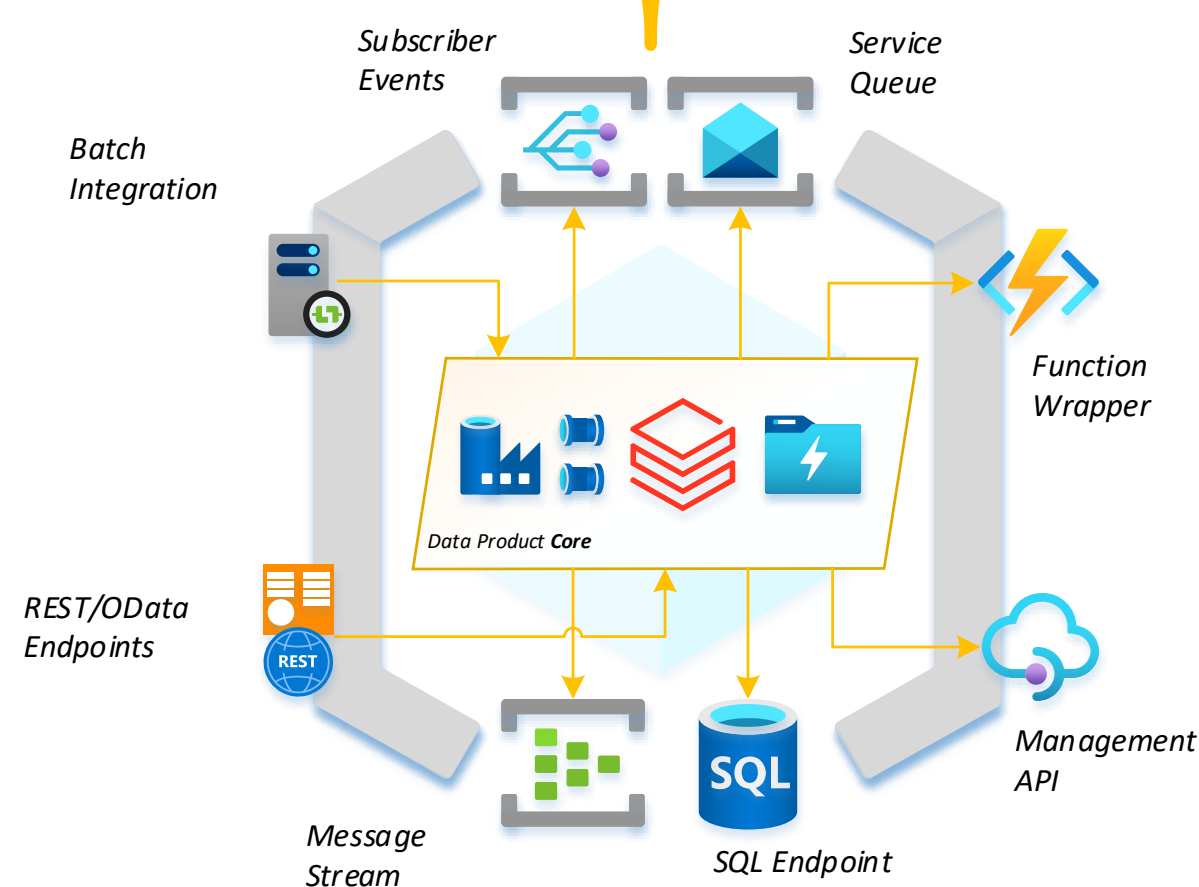 Subscriber
Events
Service
Queue
Batch
Integration
Function
Wrapper
Data Product Core
REST/OData
Endpoints
REST
SQL
Management
API
Message
Stream
SQL Endpoint